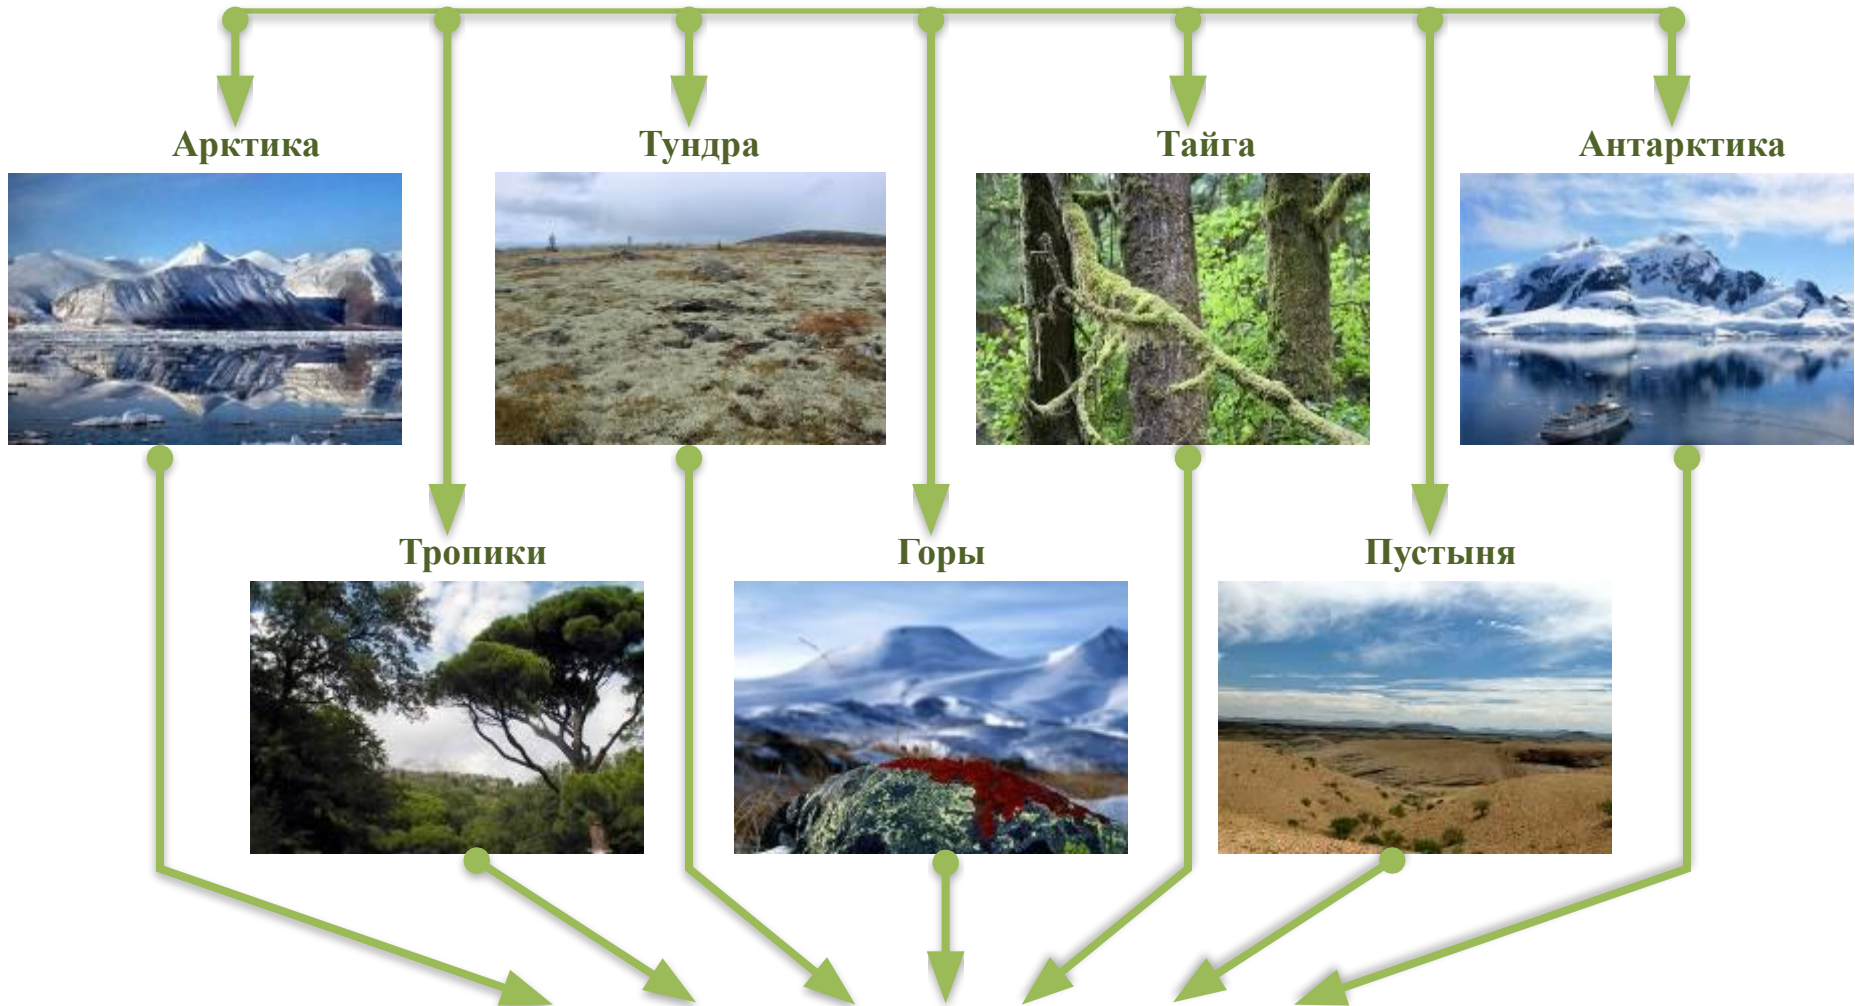 Арктика
Тундра
Тайга
Антарктика
Тропики
Горы
Пустыня